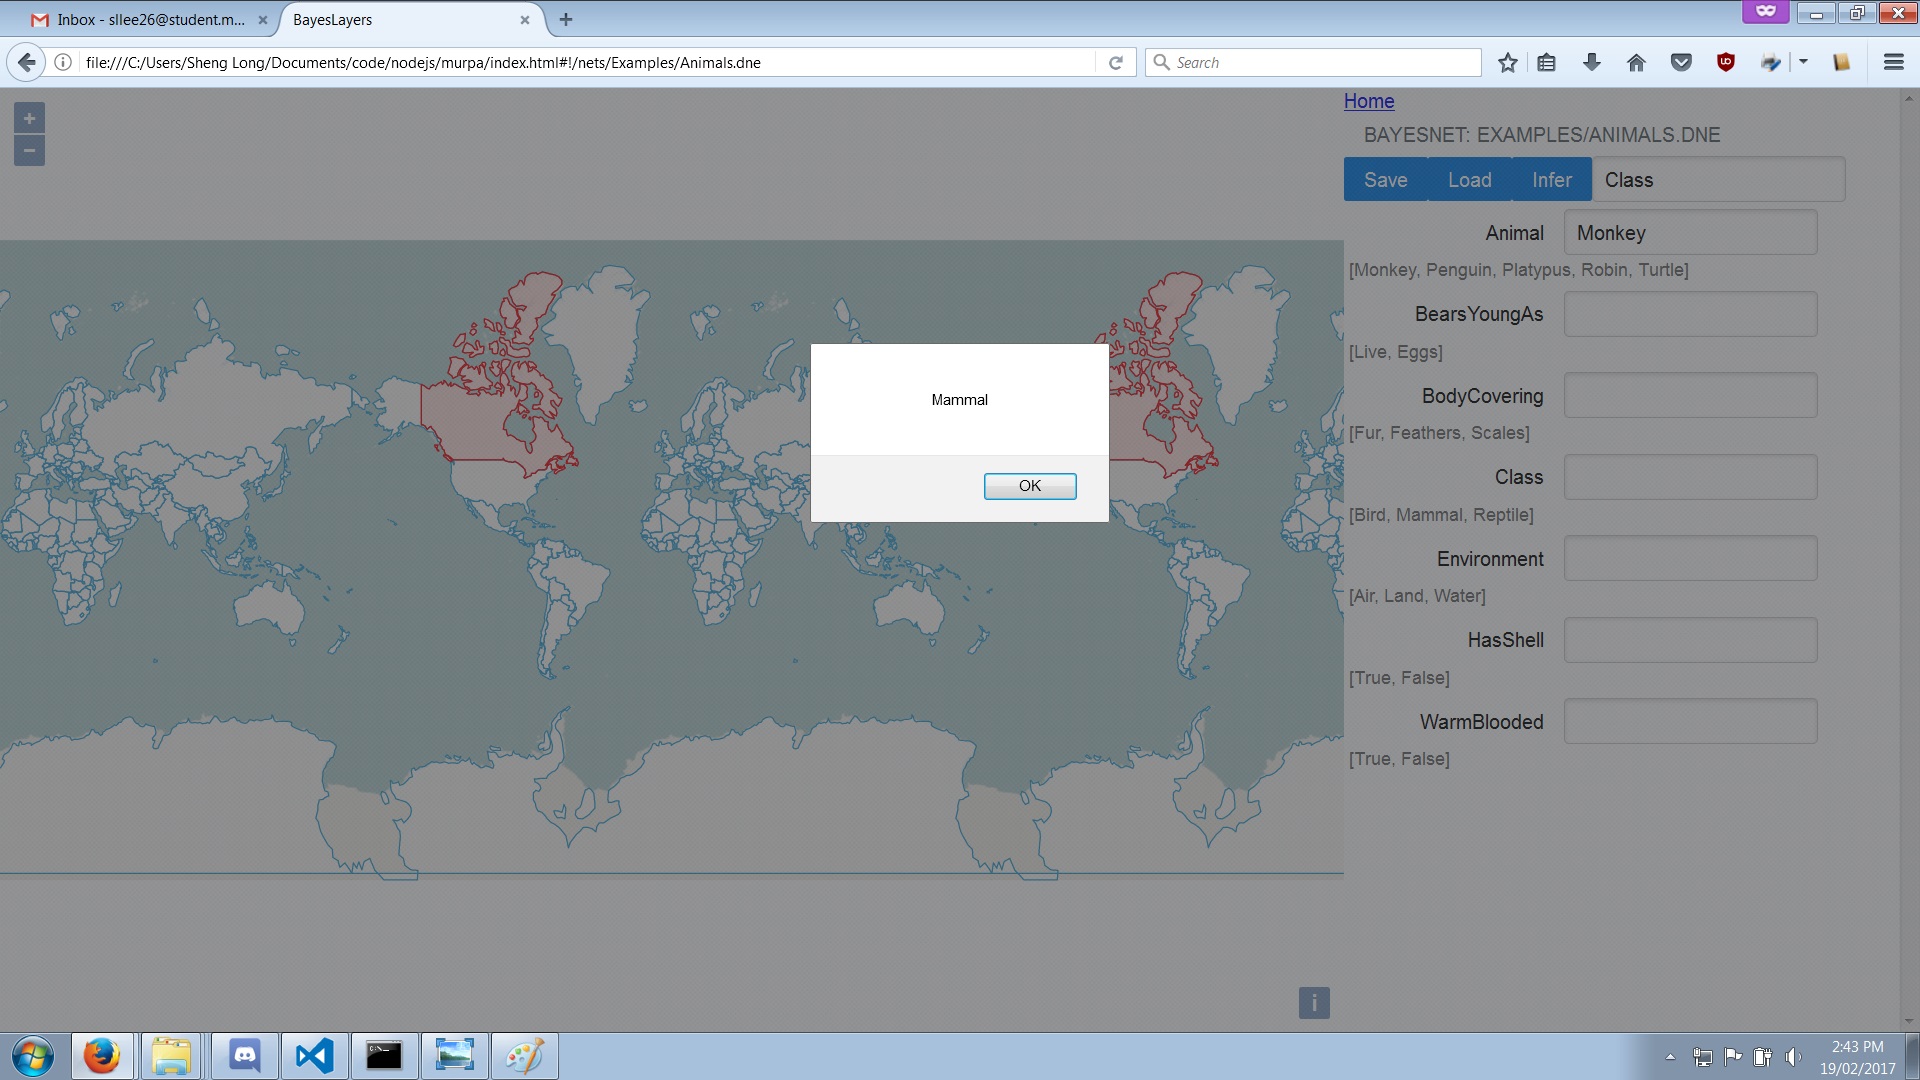 Inbox - sllee26@student.m...
BayesLayers
file:///C:/Users/Sheng Long/Documents/code/nodejs/murpa/index.html#!/nets/Examples/Animals.dne
Search
+
−
Home
BAYESNET: EXAMPLES/ANIMALS.DNE
Save
Load
Infer
Class
Animal
Monkey
[Monkey, Penguin, Platypus, Robin, Turtle]
BearsYoungAs
[Live, Eggs]
BodyCovering
[Fur, Feathers, Scales]
Class
[Bird, Mammal, Reptile]
Environment
[Air, Land, Water]
HasShell
[True, False]
WarmBlooded
[True, False]
Mammal
OK
i
2:43 PM
19/02/2017